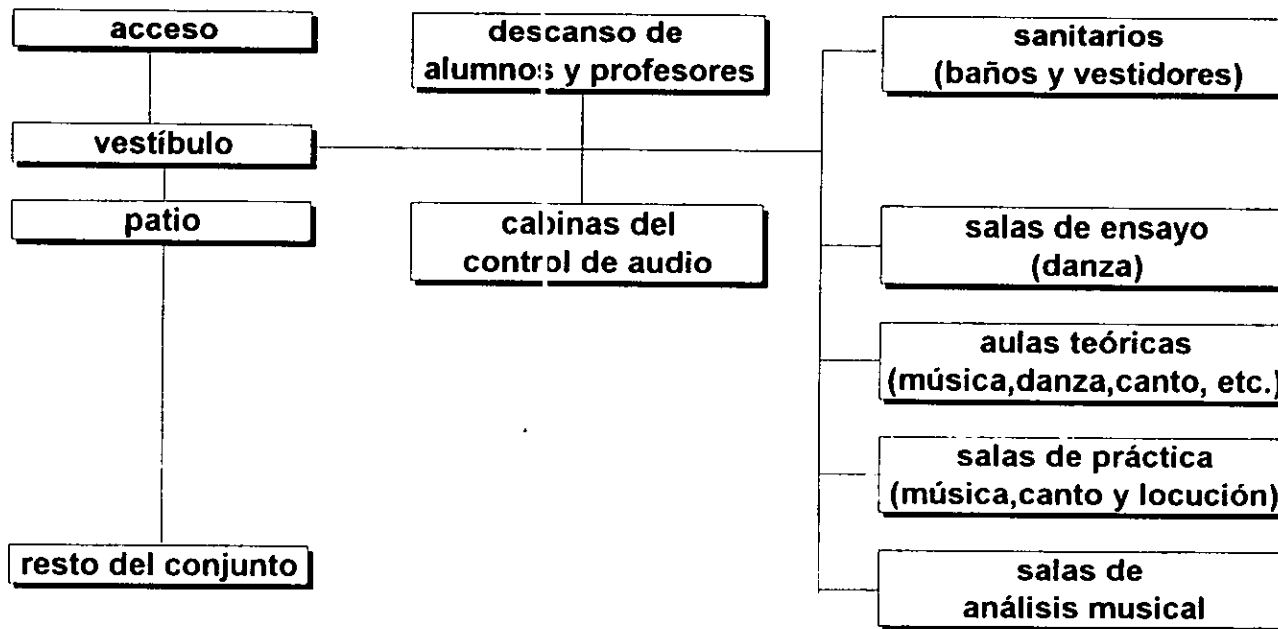 acceso
vestíbulo
patio
resto del conjunto
descanso de
alumnos y profesores
cabinas del
control de audio
sanitarios
(baños y vestidores)
salas de ensayo
(danza)
aulas teóricas
(música,danza,canto, etc.)
salas de práctica
(música,canto y locución)
salas de
análisis musical